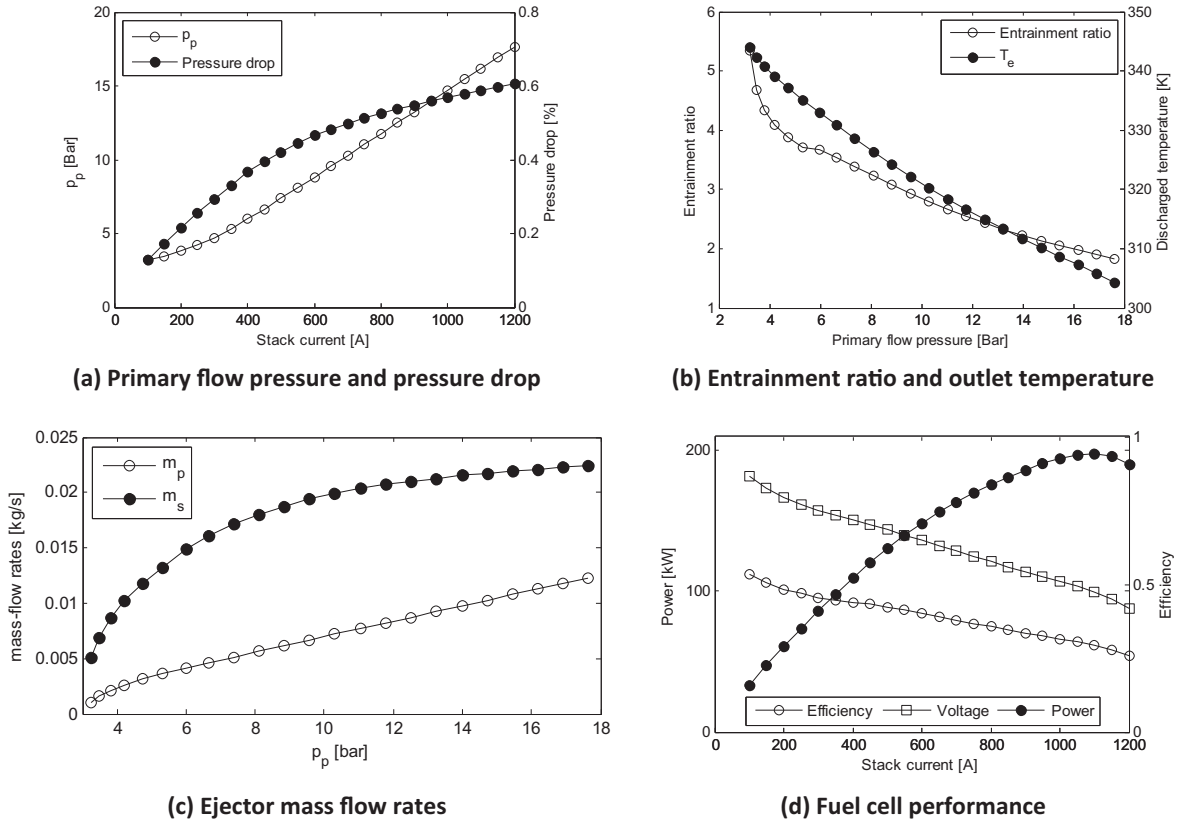 20
15
10
5
0
p_p [Bar]
p_p
Pressure drop
0.8
0.6
0.4
0.2
0
Pressure drop [%]
0 200 400 600 800 1000 1200
Stack current [A]
(a) Primary flow pressure and pressure drop
6
5
4
3
2
1
Entrainment ratio
Entrainment ratio
T_e
350
340
330
320
310
300
Discharged temperature [K]
2 4 6 8 10 12 14 16 18
Primary flow pressure [Bar]
(b) Entrainment ratio and outlet temperature
0.025
0.02
0.015
0.01
0.005
0
mass-flow rates [kg/s]
m_p
m_s
4 6 8 10 12 14 16 18
p_p [bar]
(c) Ejector mass flow rates
200
100
0
Power [kW]
1
0.5
0
Efficiency
Efficiency Voltage Power
0 200 400 600 800 1000 1200
Stack current [A]
(d) Fuel cell performance